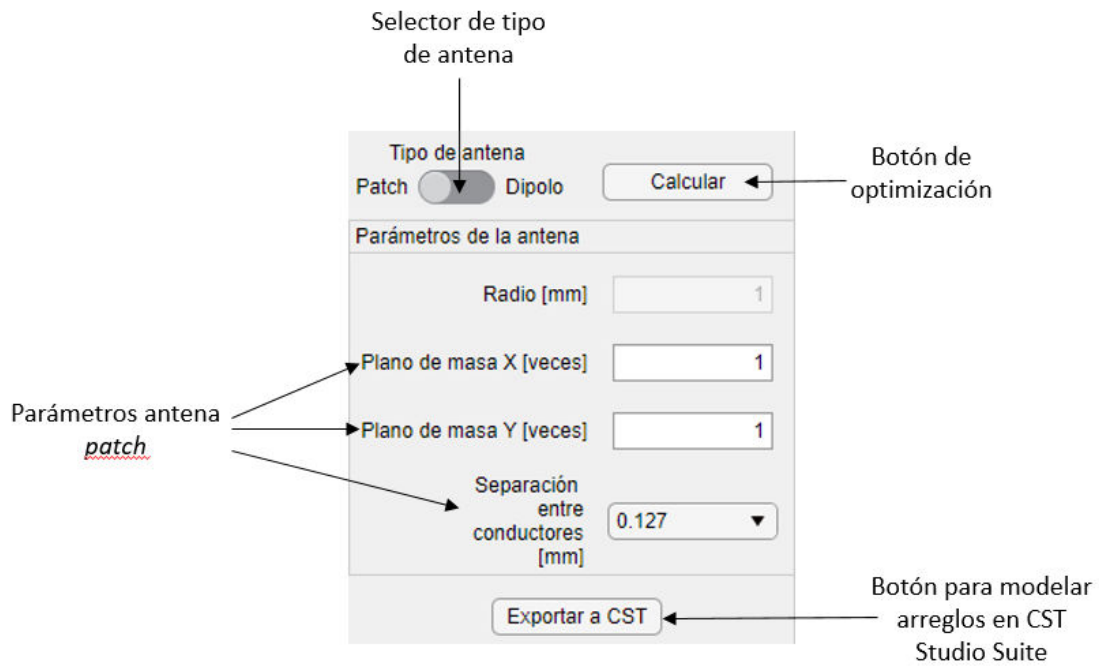 Selector de tipo
de antena
Tipo de antena
Patch
Dipolo
Calcular
Botón de
optimización
Parámetros de la antena
Radio [mm]
1
Plano de masa X [veces]
1
Parámetros antena
patch
Plano de masa Y [veces]
1
Separación
entre
conductores
[mm]
0.127
Exportar a CST
Botón para modelar
arreglos en CST
Studio Suite